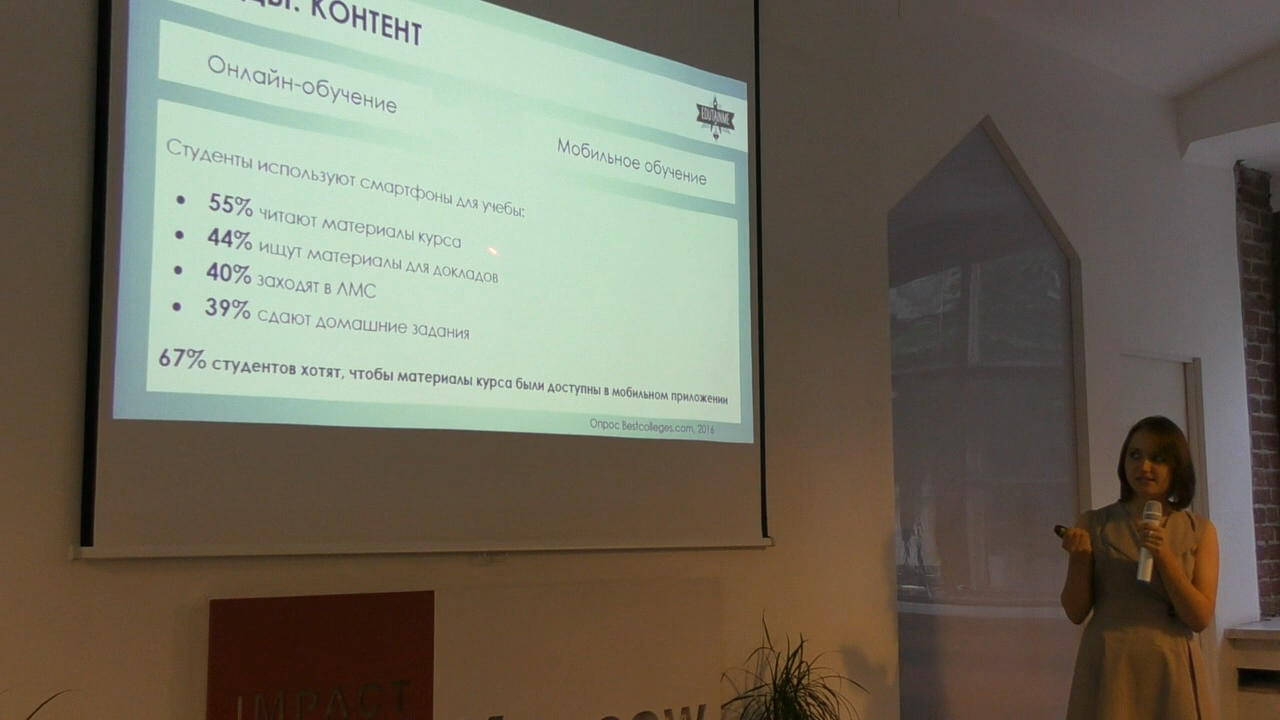 КОНТЕНТ
Онлайн-обучение
EDUTAINME
Мобильное обучение
Студенты используют смартфоны для учебы:
• 55% читают материалы курса
• 44% ищут материалы для докладов
• 40% заходят в ЛМС
• 39% сдают домашние задания
67% студентов хотят, чтобы материалы курса были доступны в мобильном приложении
Опрос Bestcolleges.com, 2016
IMPACT